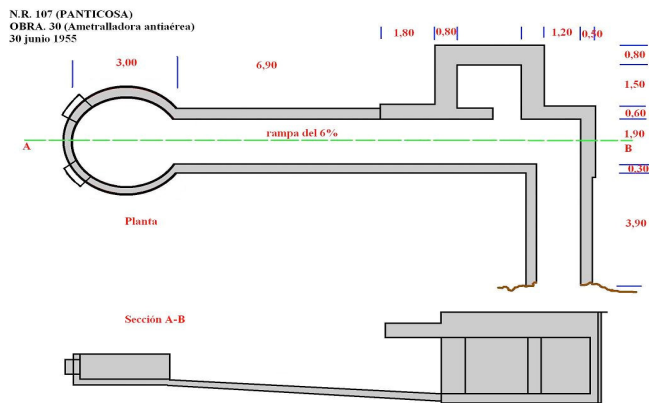 N.R. 107 (PANTICOSA)
OBRA. 30 (Ametralladora antiaérea)
30 junio 1955
3,00
6,90
1,80
0,80
1,20
0,50
0,80
1,50
0,60
1,90
0.30
3,90
rampa del 6%
A
B
Planta
Sección A-B